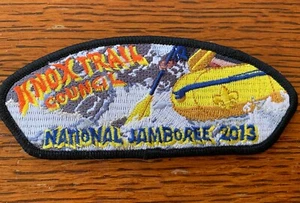 KNOX TRAIL
COUNCIL
NATIONAL JAMBOREE 2013